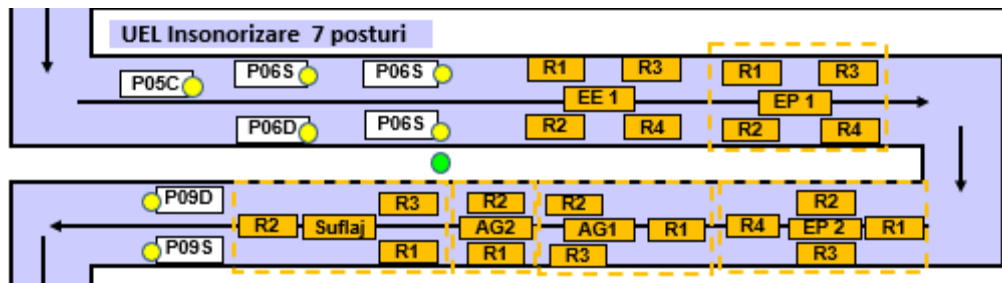 UEL Insonorizare 7 posturi
P05C P06S P06S R1 R3 R1 R3
EE 1 EP 1
P06D P06S R2 R4 R2 R4
P09D R3 R2 R2 R2
R2 Suflaj AG2 AG1 R1 R4 EP 2 R1
P09S R1 R1 R3 R3